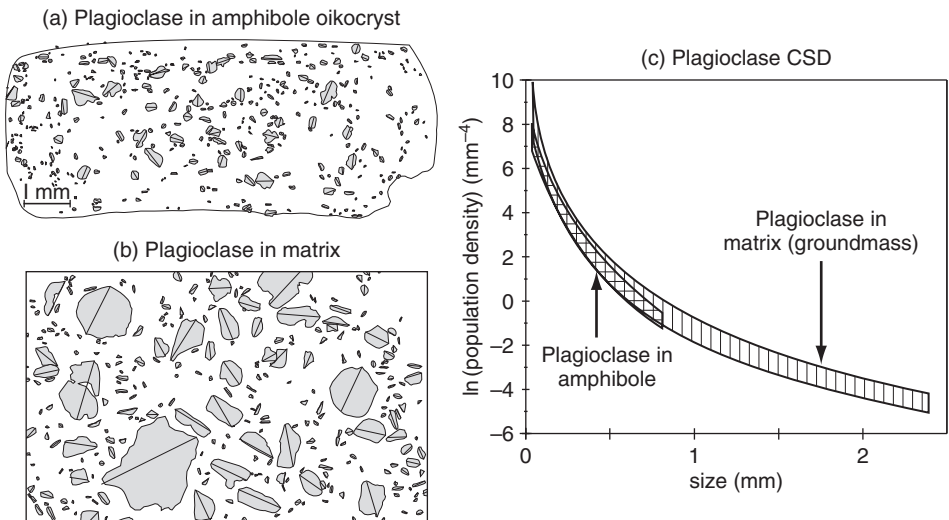 (a) Plagioclase in amphibole oikocryst
I mm
(b) Plagioclase in matrix
(c) Plagioclase CSD
ln (population density) (mm–4)
10
8
6
4
2
0
–2
–4
–6
Plagioclase in
matrix (groundmass)
Plagioclase in
amphibole
0
1
2
size (mm)